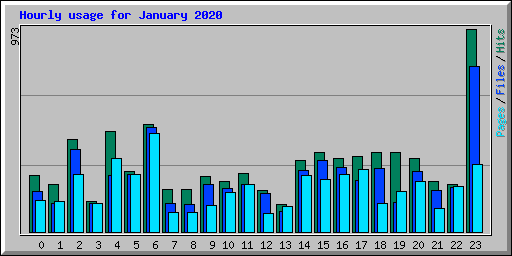 Hourly usage for January 2020
973
Pages / Files / Hits
0 1 2 3 4 5 6 7 8 9 10 11 12 13 14 15 16 17 18 19 20 21 22 23